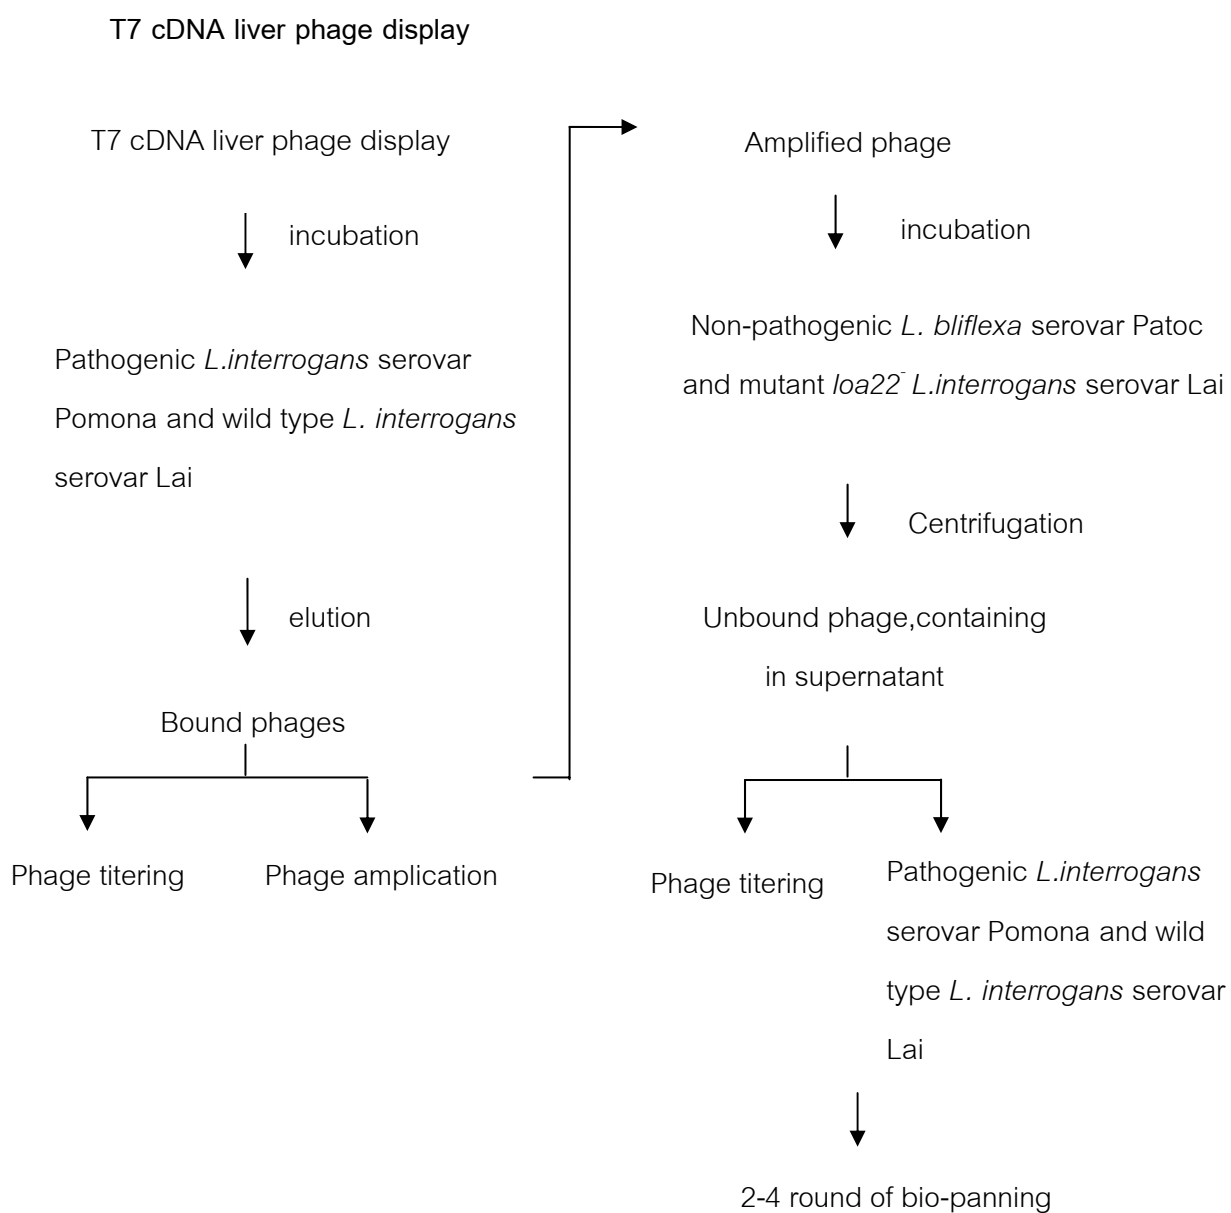 T7 cDNA liver phage display
T7 cDNA liver phage display
incubation
Pathogenic L.interrogans serovar
Pomona and wild type L. interrogans
serovar Lai
elution
Bound phages
Phage titering
Phage amplication
Amplified phage
incubation
Non-pathogenic L. bliflexa serovar Patoc
and mutant loa22⁻ L.interrogans serovar Lai
Centrifugation
Unbound phage,containing
in supernatant
Phage titering
Pathogenic L.interrogans
serovar Pomona and wild
type L. interrogans serovar
Lai
2-4 round of bio-panning